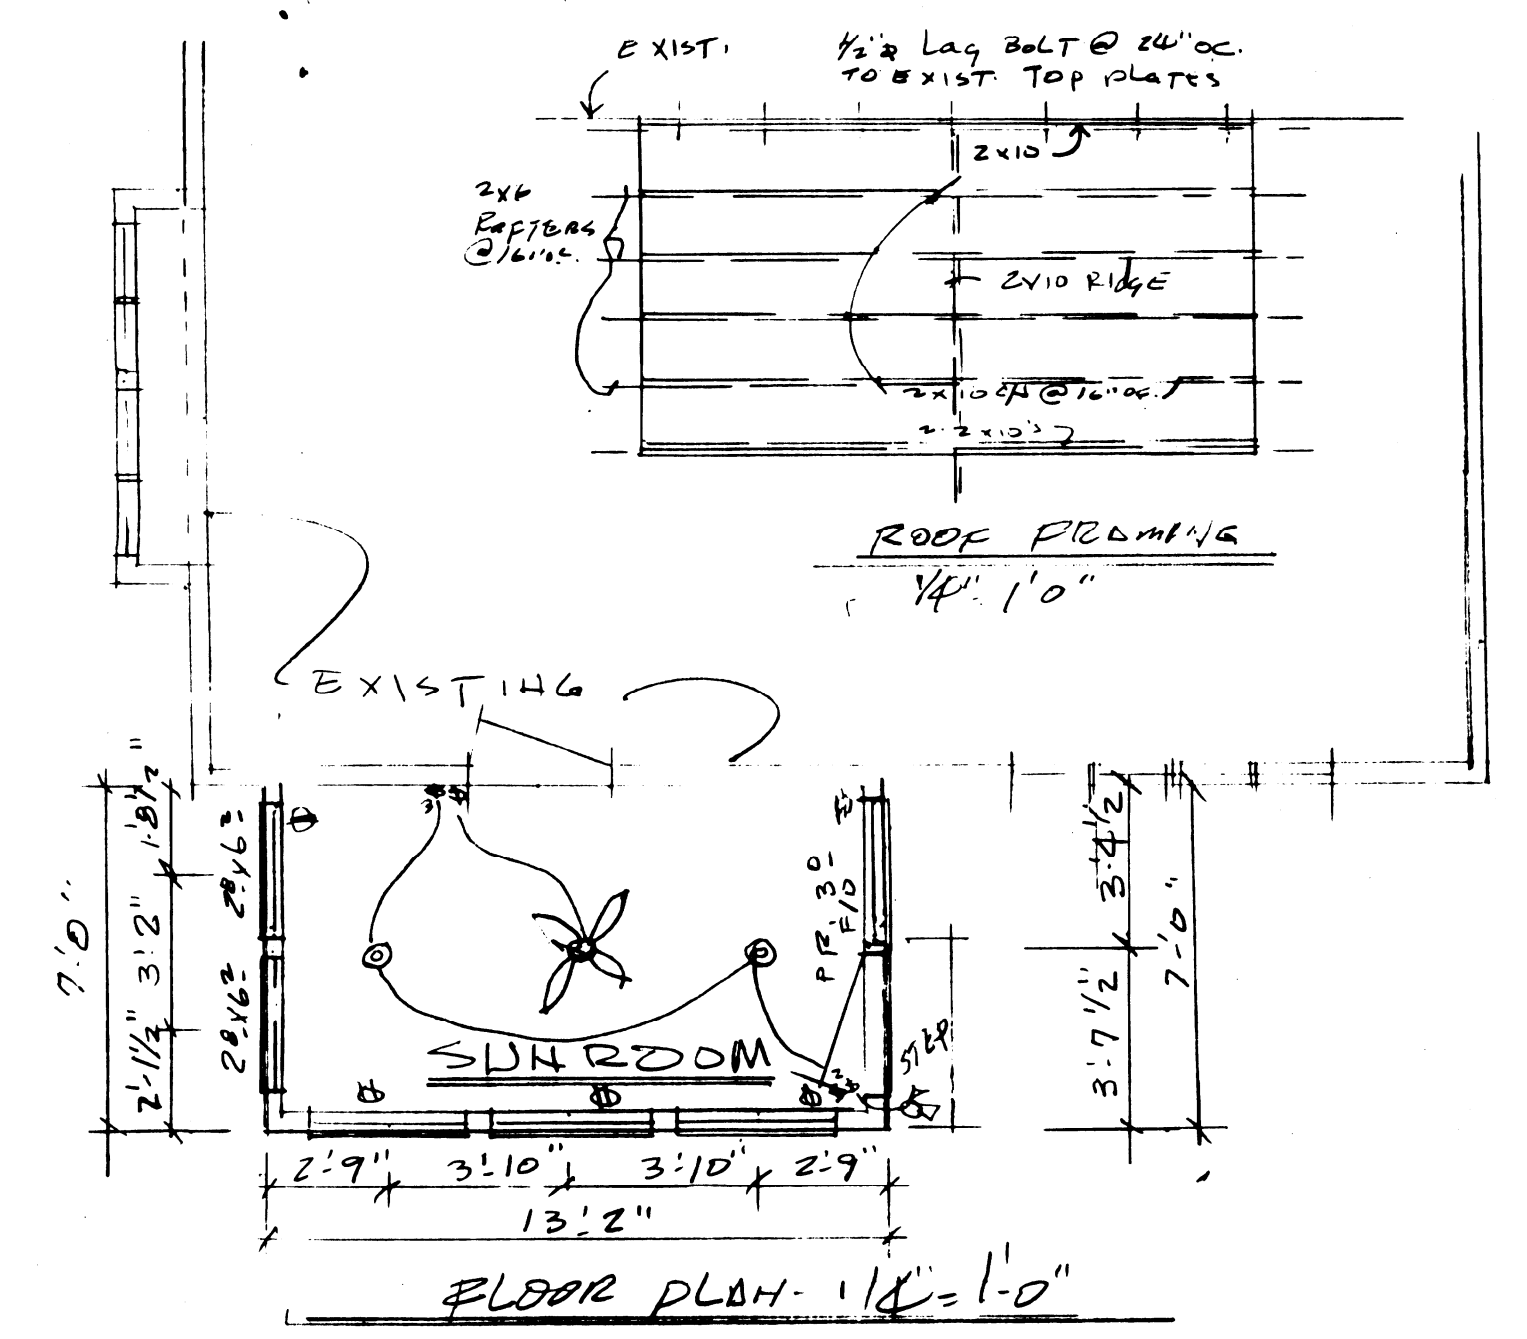 EXIST.
1/2"ø Lag BOLT @ 24" OC.
TO EXIST. TOP PLATES
2X10
2X6
RAFTERS
@16"OC.
2X10 RIDGE
2X10 C/J @ 16" OC.
2-2X10's
ROOF FRAMING
1/4" - 1'0"
EXISTING
7'-0"
1'-8 1/2"
3'-2"
2'-1 1/2"
2⁸X6²
2⁸X6²
PR. 3⁰
F/D
SUNROOM
STEP
3'-4 1/2
3'-7 1/2"
7'-0"
2'-9"
3'-10"
3'-10"
2'-9"
13'-2"
FLOOR PLAN - 1/4" = 1'-0"